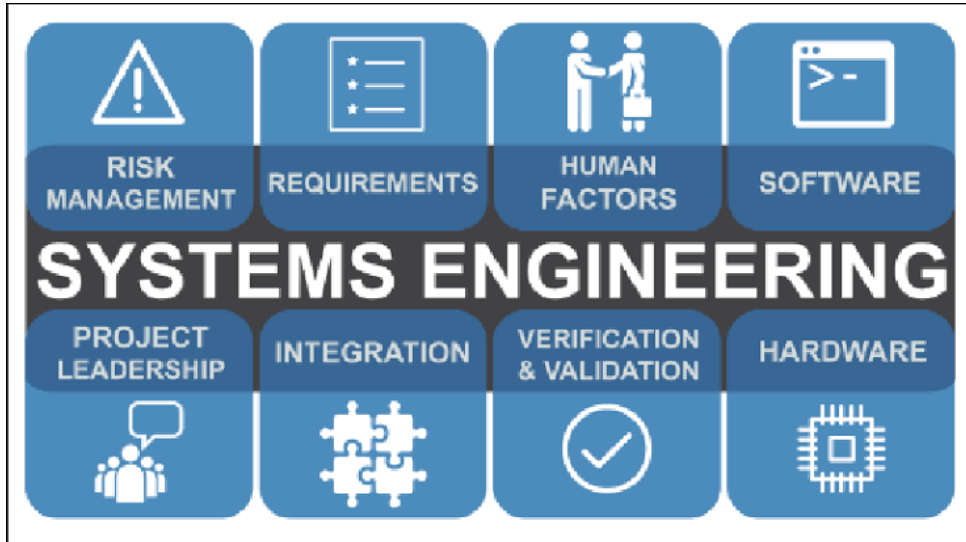 RISK
MANAGEMENT
REQUIREMENTS
HUMAN
FACTORS
SOFTWARE
SYSTEMS ENGINEERING
PROJECT
LEADERSHIP
INTEGRATION
VERIFICATION
& VALIDATION
HARDWARE